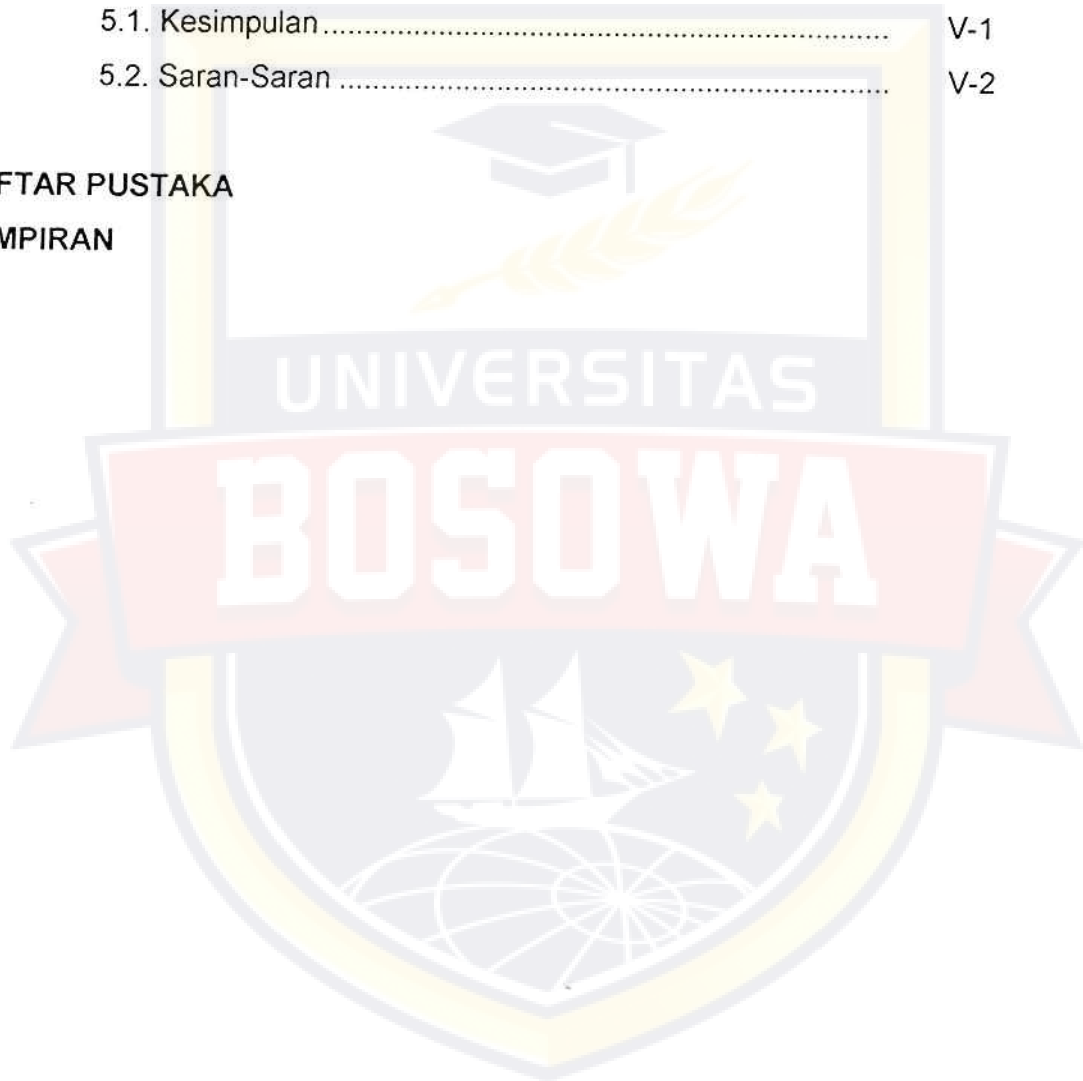 5.1. Kesimpulan ........................................................................ V-1
5.2. Saran-Saran ...................................................................... V-2
FTAR PUSTAKA
MPIRAN
UNIVERSITAS
BOSOWA